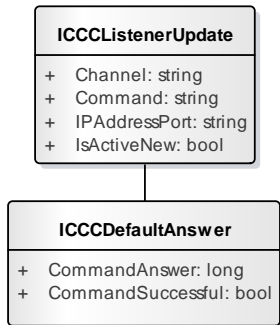 ICCCListenerUpdate
+ Channel: string
+ Command: string
+ IPAddressPort: string
+ IsActiveNew: bool
ICCCDefaultAnswer
+ CommandAnswer: long
+ CommandSuccessful: bool